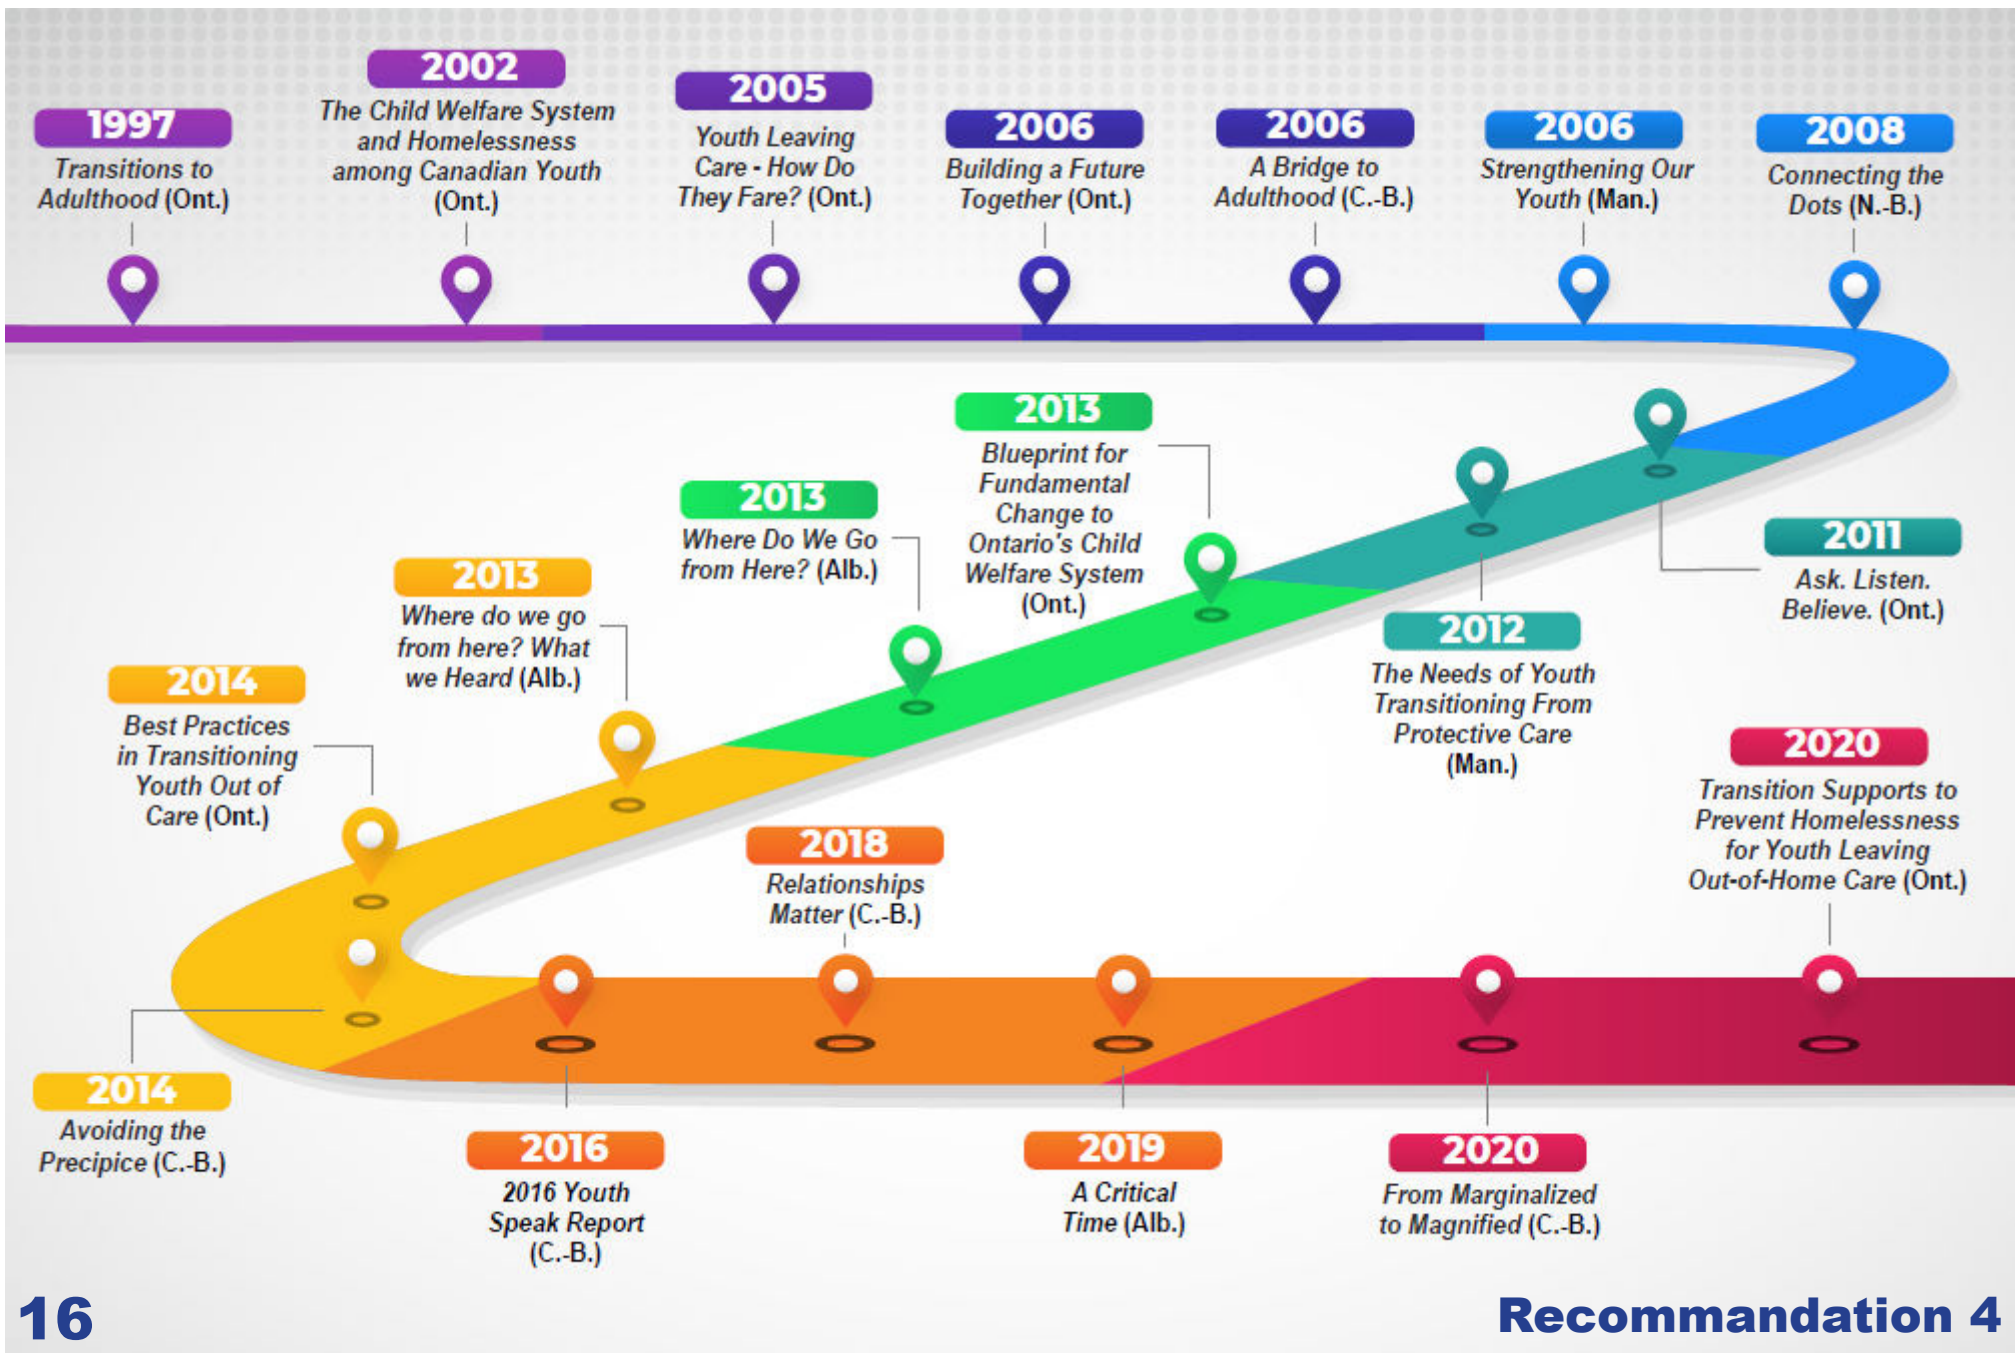 1997
Transitions to
Adulthood (Ont.)
2002
The Child Welfare System
and Homelessness
among Canadian Youth
(Ont.)
2005
Youth Leaving
Care - How Do
They Fare? (Ont.)
2006
Building a Future
Together (Ont.)
2006
A Bridge to
Adulthood (C.-B.)
2006
Strengthening Our
Youth (Man.)
2008
Connecting the
Dots (N.-B.)
2011
Ask. Listen.
Believe. (Ont.)
2012
The Needs of Youth
Transitioning From
Protective Care
(Man.)
2013
Blueprint for
Fundamental
Change to
Ontario's Child
Welfare System
(Ont.)
2013
Where Do We Go
from Here? (Alb.)
2013
Where do we go
from here? What
we Heard (Alb.)
2014
Best Practices
in Transitioning
Youth Out of
Care (Ont.)
2014
Avoiding the
Precipice (C.-B.)
2016
2016 Youth
Speak Report
(C.-B.)
2018
Relationships
Matter (C.-B.)
2019
A Critical
Time (Alb.)
2020
From Marginalized
to Magnified (C.-B.)
2020
Transition Supports to
Prevent Homelessness
for Youth Leaving
Out-of-Home Care (Ont.)
16
Recommandation 4